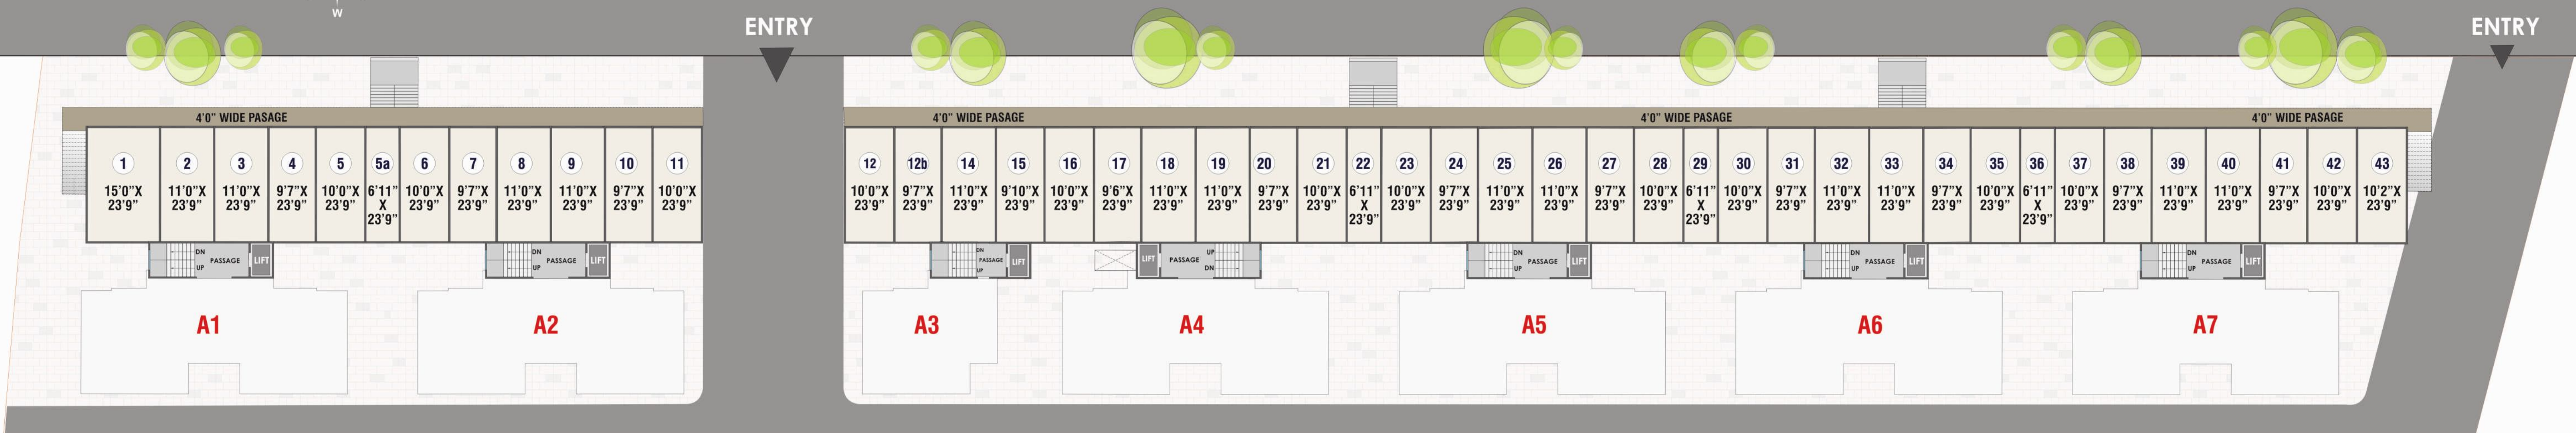 W
ENTRY
ENTRY
4'0" WIDE PASAGE
4'0" WIDE PASAGE
4'0" WIDE PASAGE
4'0" WIDE PASAGE
1 2 3 4 5 5a 6 7 8 9 10 11 12 12b 14 15 16 17 18 19 20 21 22 23 24 25 26 27 28 29 30 31 32 33 34 35 36 37 38 39 40 41 42 43
15'0"X 11'0"X 11'0"X 9'7"X 10'0"X 6'11" 10'0"X 9'7"X 11'0"X 11'0"X 9'7"X 10'0"X 10'0"X 9'7"X 11'0"X 9'10"X 10'0"X 9'6"X 11'0"X 11'0"X 9'7"X 10'0"X 6'11" 10'0"X 9'7"X 11'0"X 11'0"X 9'7"X 10'0"X 6'11" 10'0"X 9'7"X 11'0"X 11'0"X 9'7"X 10'0"X 6'11" 10'0"X 9'7"X 11'0"X 11'0"X 9'7"X 10'0"X 10'2"X
23'9" 23'9" 23'9" 23'9" 23'9" X 23'9" 23'9" 23'9" 23'9" 23'9" 23'9" 23'9" 23'9" 23'9" 23'9" 23'9" 23'9" 23'9" 23'9" 23'9" 23'9" X 23'9" 23'9" 23'9" 23'9" 23'9" 23'9" X 23'9" 23'9" 23'9" 23'9" 23'9" 23'9" X 23'9" 23'9" 23'9" 23'9" 23'9" 23'9" 23'9"
23'9" 23'9" 23'9" 23'9"
DN DN DN UP DN DN DN
PASSAGE LIFT PASSAGE LIFT PASSAGE LIFT LIFT PASSAGE PASSAGE LIFT PASSAGE LIFT PASSAGE LIFT
UP UP UP DN UP UP UP
A1 A2 A3 A4 A5 A6 A7